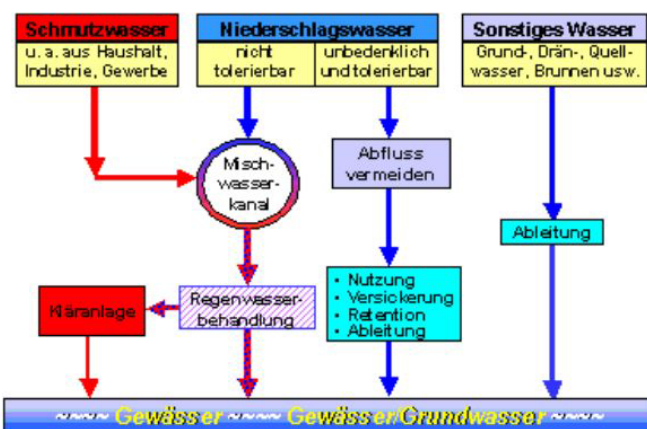 Schmutzwasser
u. a. aus Haushalt,
Industrie, Gewerbe
Niederschlagswasser
nicht
tolerierbar
unbedenklich
und tolerierbar
Sonstiges Wasser
Grund-, Drän-, Quell-
wasser, Brunnen usw.
Misch-
wasser-
kanal
Abfluss
vermeiden
Ableitung
Kläranlage
Regenwasser-
behandlung
• Nutzung
• Versickerung
• Retention
• Ableitung
~~~~ Gewässer ~~~~ Gewässer/Grundwasser ~~~~